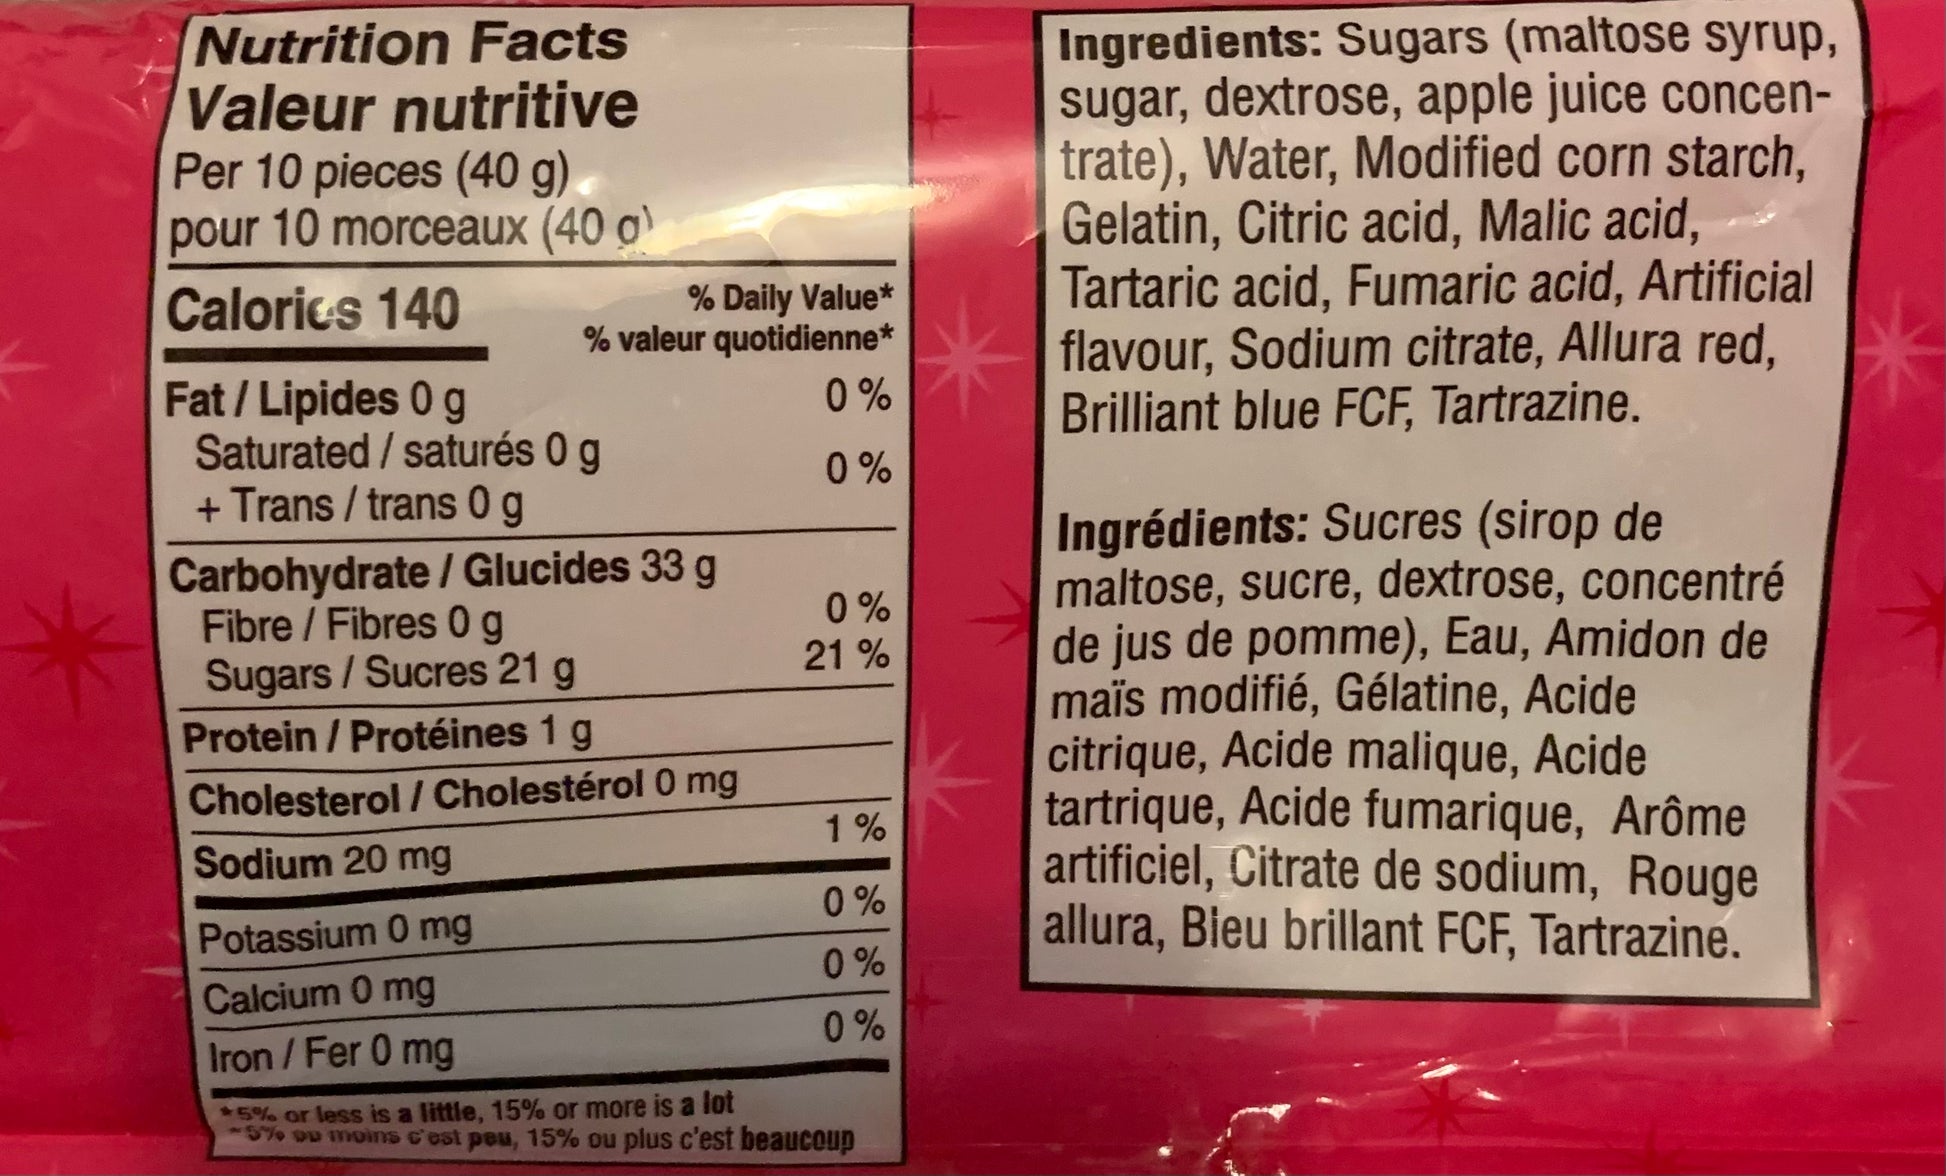 Nutrition Facts
Valeur nutritive
Per 10 pieces (40 g)
pour 10 morceaux (40 g)
Calories 140
% Daily Value*
% valeur quotidienne*
Fat / Lipides 0 g 0 %
Saturated / saturés 0 g 0 %
+ Trans / trans 0 g
Carbohydrate / Glucides 33 g
Fibre / Fibres 0 g 0 %
Sugars / Sucres 21 g 21 %
Protein / Protéines 1 g
Cholesterol / Cholestérol 0 mg
Sodium 20 mg 1 %
Potassium 0 mg 0 %
Calcium 0 mg 0 %
Iron / Fer 0 mg 0 %
*5% or less is a little, 15% or more is a lot
*5% ou moins c'est peu, 15% ou plus c'est beaucoup
Ingredients: Sugars (maltose syrup,
sugar, dextrose, apple juice concen-
trate), Water, Modified corn starch,
Gelatin, Citric acid, Malic acid,
Tartaric acid, Fumaric acid, Artificial
flavour, Sodium citrate, Allura red,
Brilliant blue FCF, Tartrazine.
Ingrédients: Sucres (sirop de
maltose, sucre, dextrose, concentré
de jus de pomme), Eau, Amidon de
maïs modifié, Gélatine, Acide
citrique, Acide malique, Acide
tartrique, Acide fumarique, Arôme
artificiel, Citrate de sodium, Rouge
allura, Bleu brillant FCF, Tartrazine.